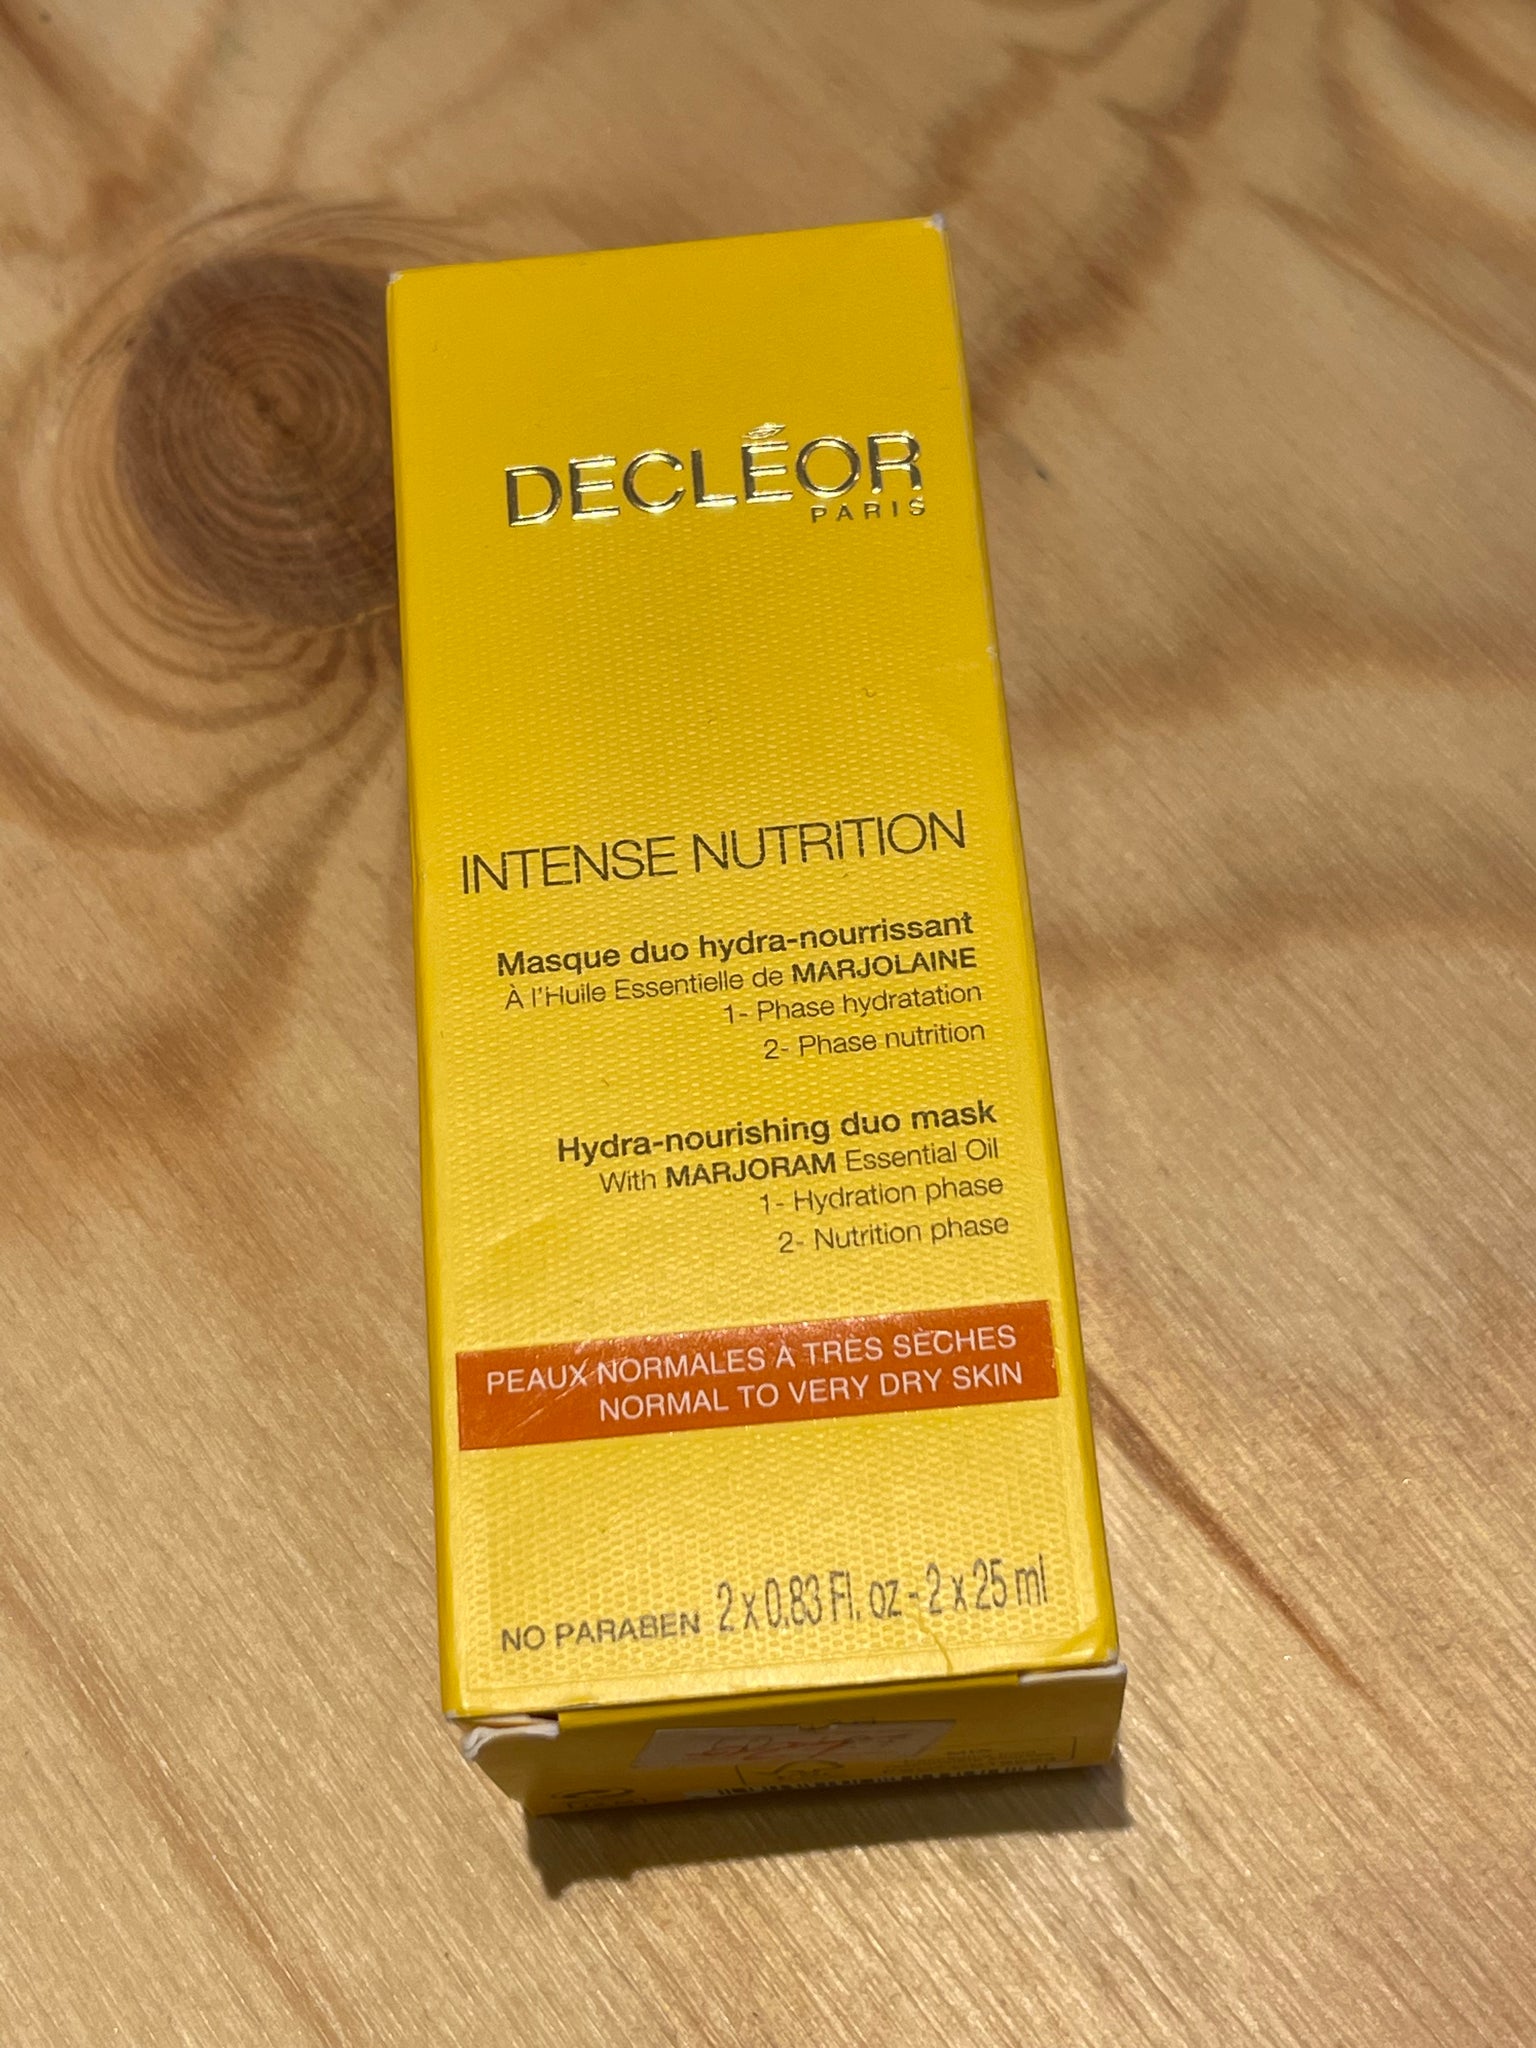 DECLÉOR
PARIS
INTENSE NUTRITION
Masque duo hydra-nourrissant
À l'Huile Essentielle de MARJOLAINE
1- Phase hydratation
2- Phase nutrition
Hydra-nourishing duo mask
With MARJORAM Essential Oil
1- Hydration phase
2- Nutrition phase
PEAUX NORMALES À TRÈS SÈCHES
NORMAL TO VERY DRY SKIN
NO PARABEN 2 x 0.83 Fl. oz - 2 x 25 ml